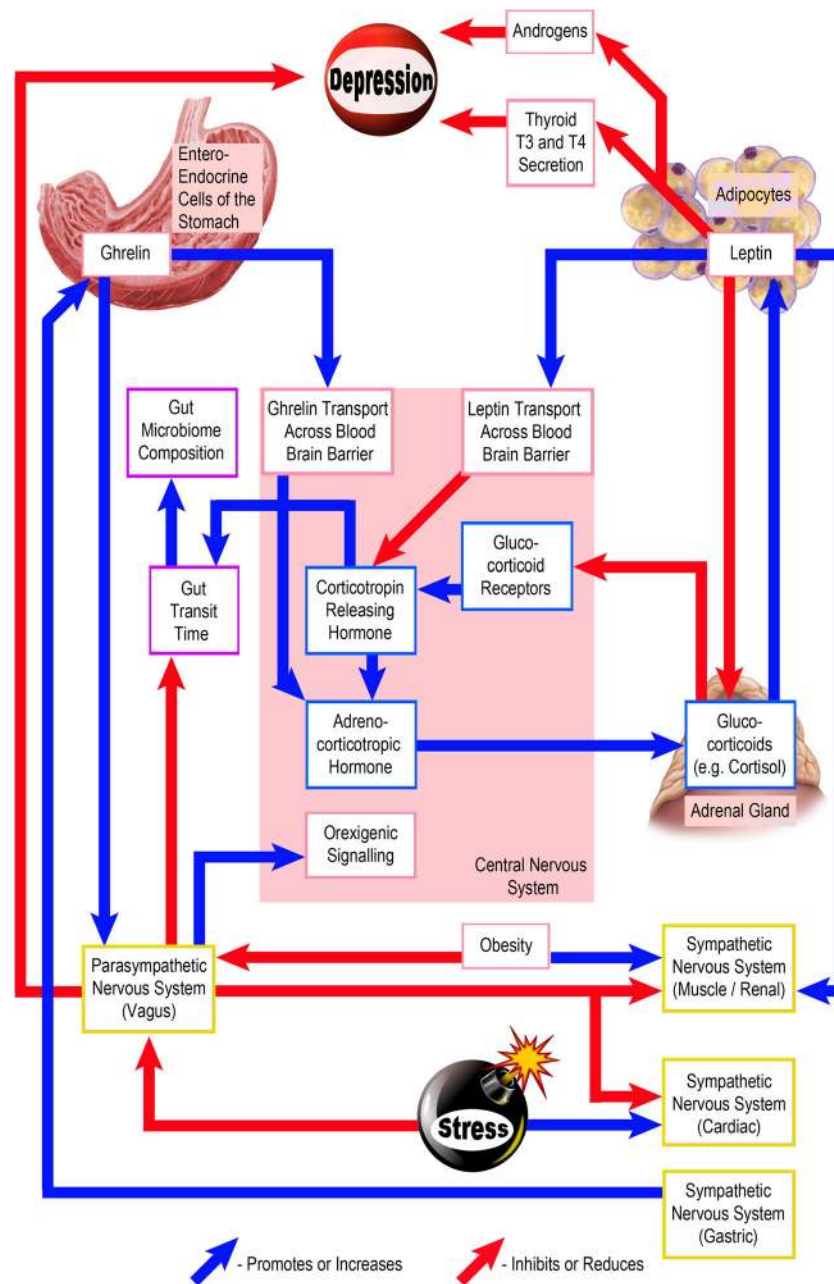 Androgens
Depression
Thyroid
T3 and T4
Secretion
Entero-
Endocrine
Cells of the
Stomach
Adipocytes
Ghrelin
Leptin
Gut
Microbiome
Composition
Ghrelin Transport
Across Blood
Brain Barrier
Leptin Transport
Across Blood
Brain Barrier
Gluco-
corticoid
Receptors
Gut
Transit
Time
Corticotropin
Releasing
Hormone
Adreno-
corticotropic
Hormone
Gluco-
corticoids
(e.g. Cortisol)
Adrenal Gland
Orexigenic
Signalling
Central Nervous
System
Obesity
Parasympathetic
Nervous System
(Vagus)
Sympathetic
Nervous System
(Muscle / Renal)
Stress
Sympathetic
Nervous System
(Cardiac)
Sympathetic
Nervous System
(Gastric)
- Promotes or Increases
- Inhibits or Reduces